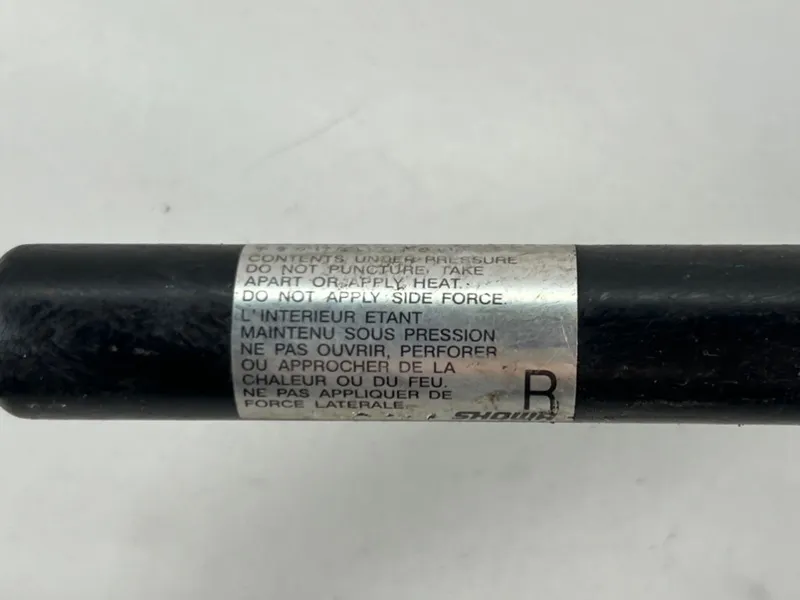 CONTENTS UNDER PRESSURE
DO NOT PUNCTURE, TAKE
APART OR APPLY HEAT.
DO NOT APPLY SIDE FORCE.
L'INTERIEUR ETANT
MAINTENU SOUS PRESSION
NE PAS OUVRIR, PERFORER
OU APPROCHER DE LA
CHALEUR OU DU FEU.
NE PAS APPLIQUER DE
FORCE LATERALE
R
SHOWA